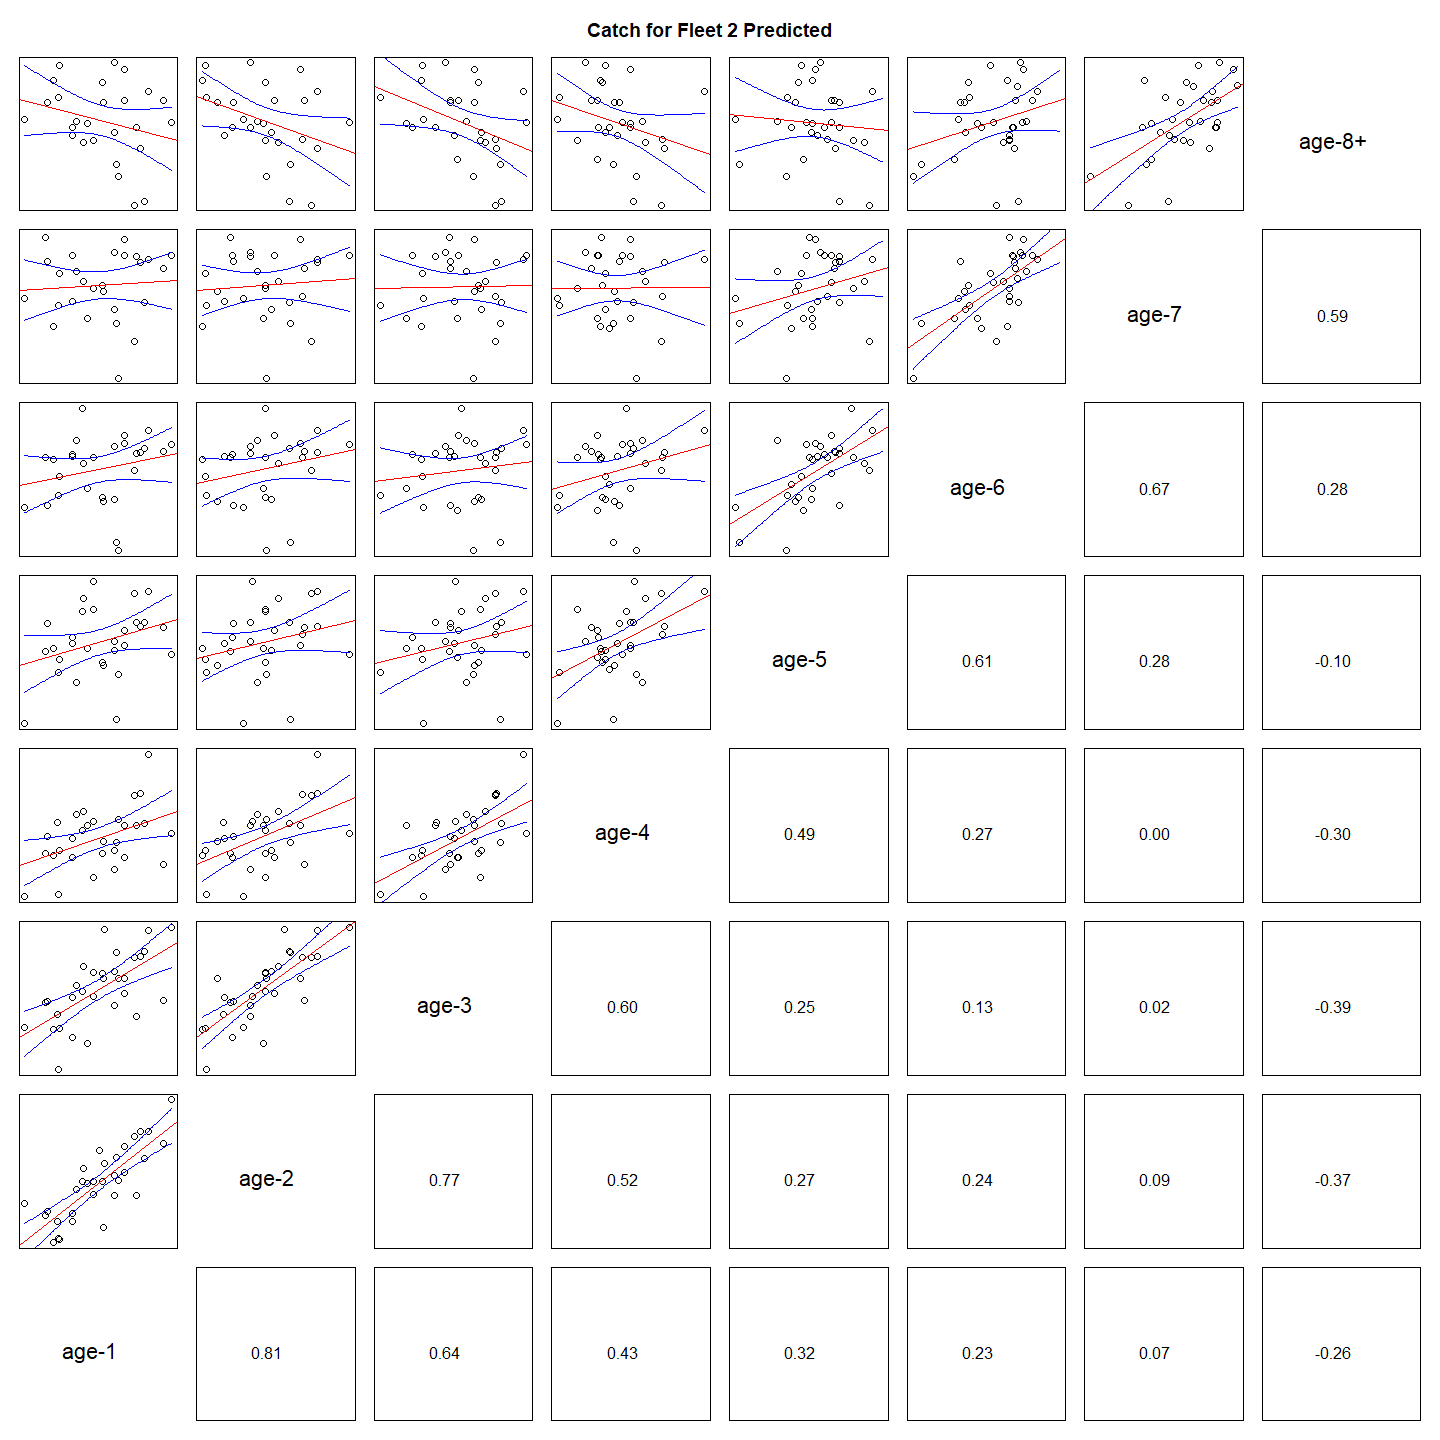 Catch for Fleet 2 Predicted
age-8+
age-7 0.59
age-6 0.67 0.28
age-5 0.61 0.28 -0.10
age-4 0.49 0.27 0.00 -0.30
age-3 0.60 0.25 0.13 0.02 -0.39
age-2 0.77 0.52 0.27 0.24 0.09 -0.37
age-1 0.81 0.64 0.43 0.32 0.23 0.07 -0.26